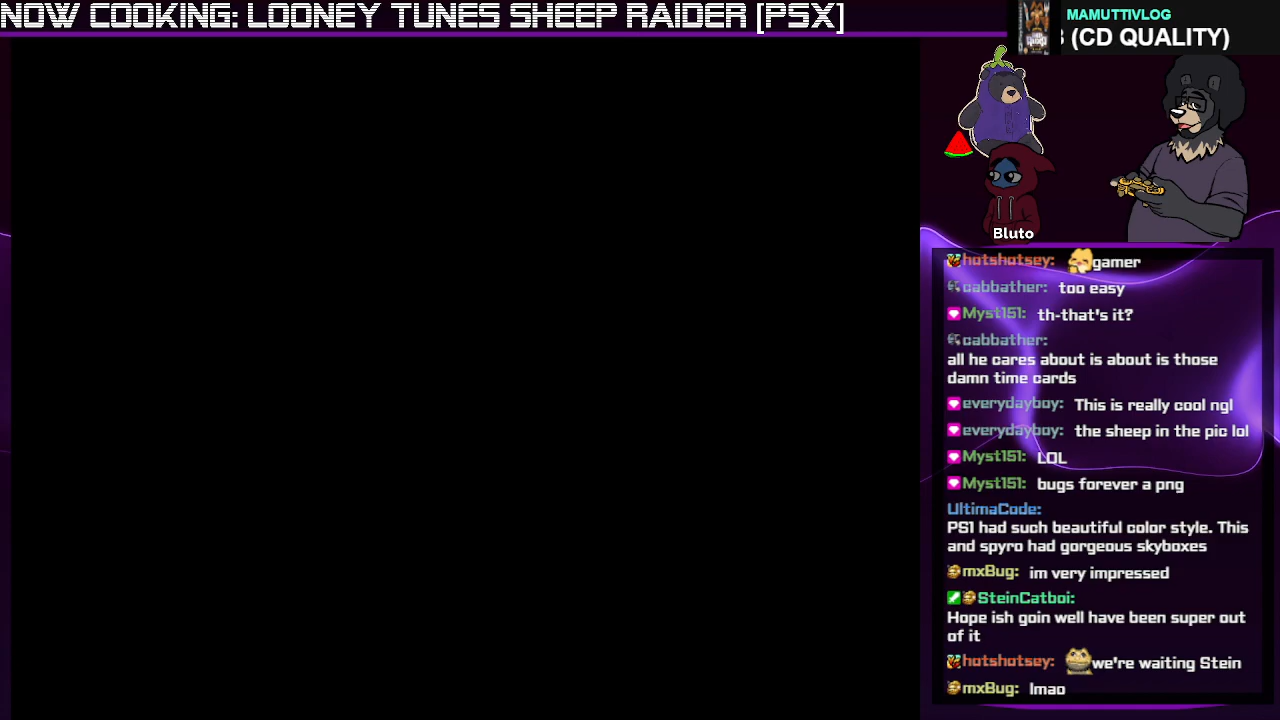 NOW COOKING: LOONEY TUNES SHEEP RAIDER [PSX]
MAMUTTIVLOG
(CD QUALITY)
Bluto
hotshotsey: gamer
cabbather: too easy
Myst151: th-that's it?
cabbather:
all he cares about is about is those
damn time cards
everydayboy: This is really cool ngl
everydayboy: the sheep in the pic lol
Myst151: LOL
Myst151: bugs forever a png
UltimaCode:
PS1 had such beautiful color style. This
and spyro had gorgeous skyboxes
mxBug: im very impressed
SteinCatboi:
Hope ish goin well have been super out
of it
hotshotsey: we're waiting Stein
mxBug: lmao